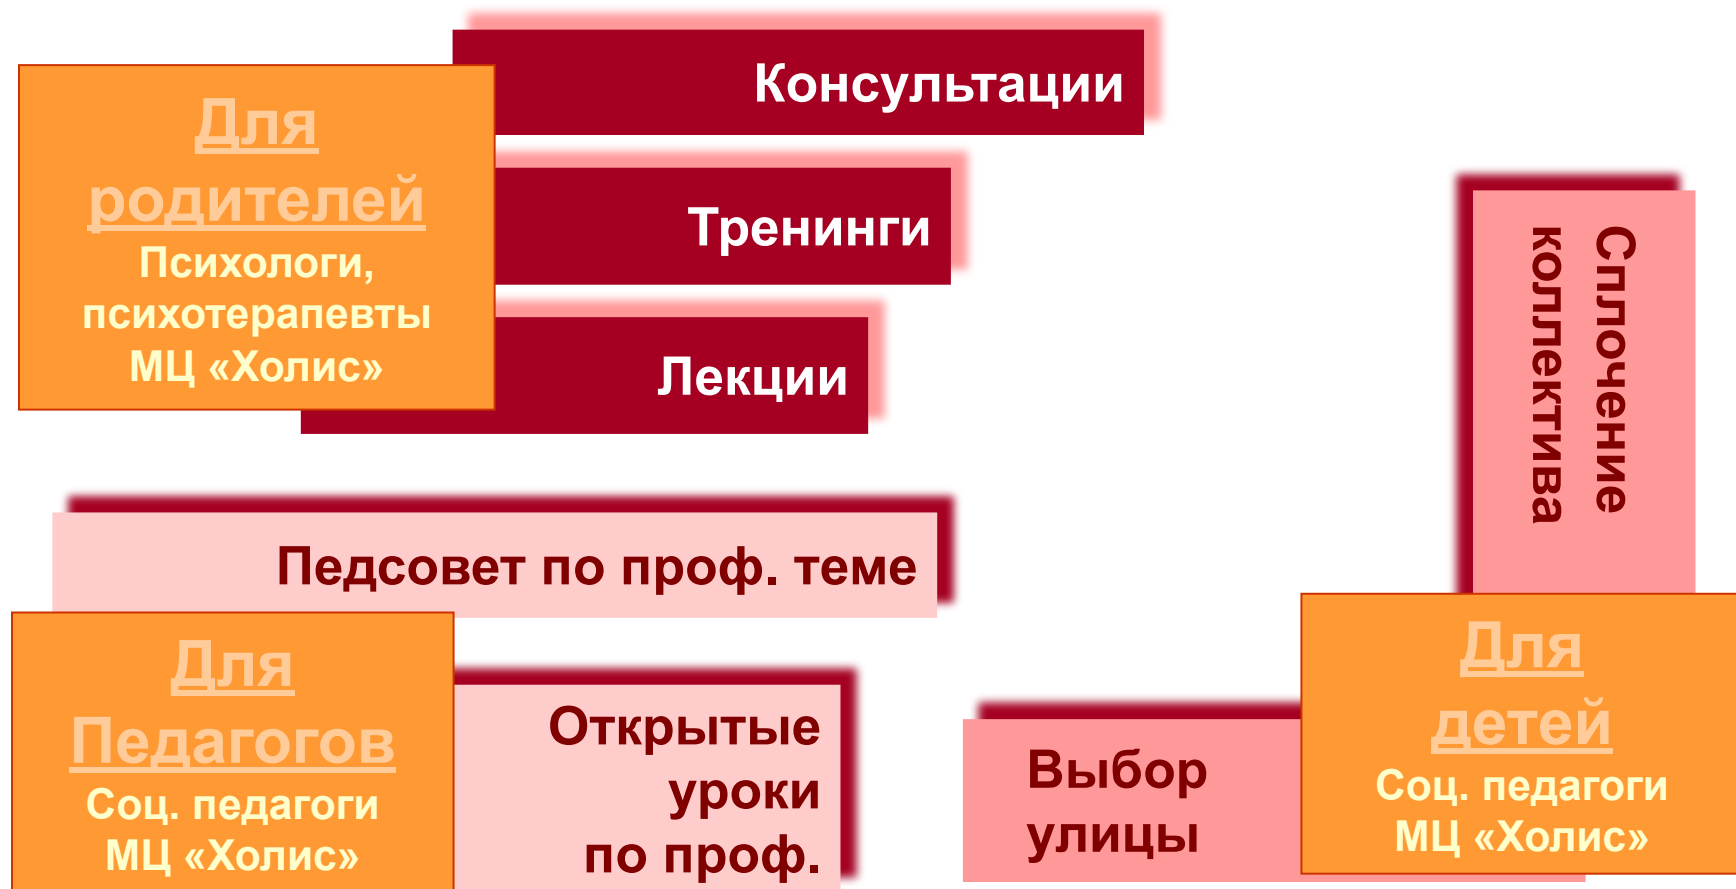 Консультации
Для
родителей
Психологи,
психотерапевты
МЦ «Холис»
Тренинги
Лекции
Сплочение
коллектива
Педсовет по проф. теме
Для
Педагогов
Соц. педагоги
МЦ «Холис»
Открытые
уроки
по проф.
Выбор
улицы
Для
детей
Соц. педагоги
МЦ «Холис»